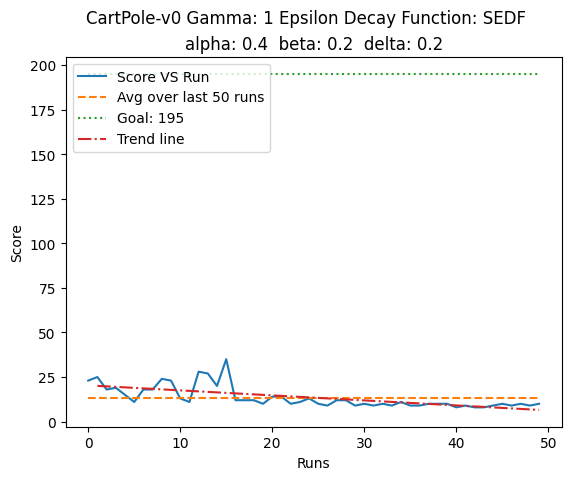 CartPole-v0 Gamma: 1 Epsilon Decay Function: SEDF
alpha: 0.4 beta: 0.2 delta: 0.2
Score VS Run
Avg over last 50 runs
Goal: 195
Trend line
Score
200
175
150
125
100
75
50
25
0
0 10 20 30 40 50
Runs